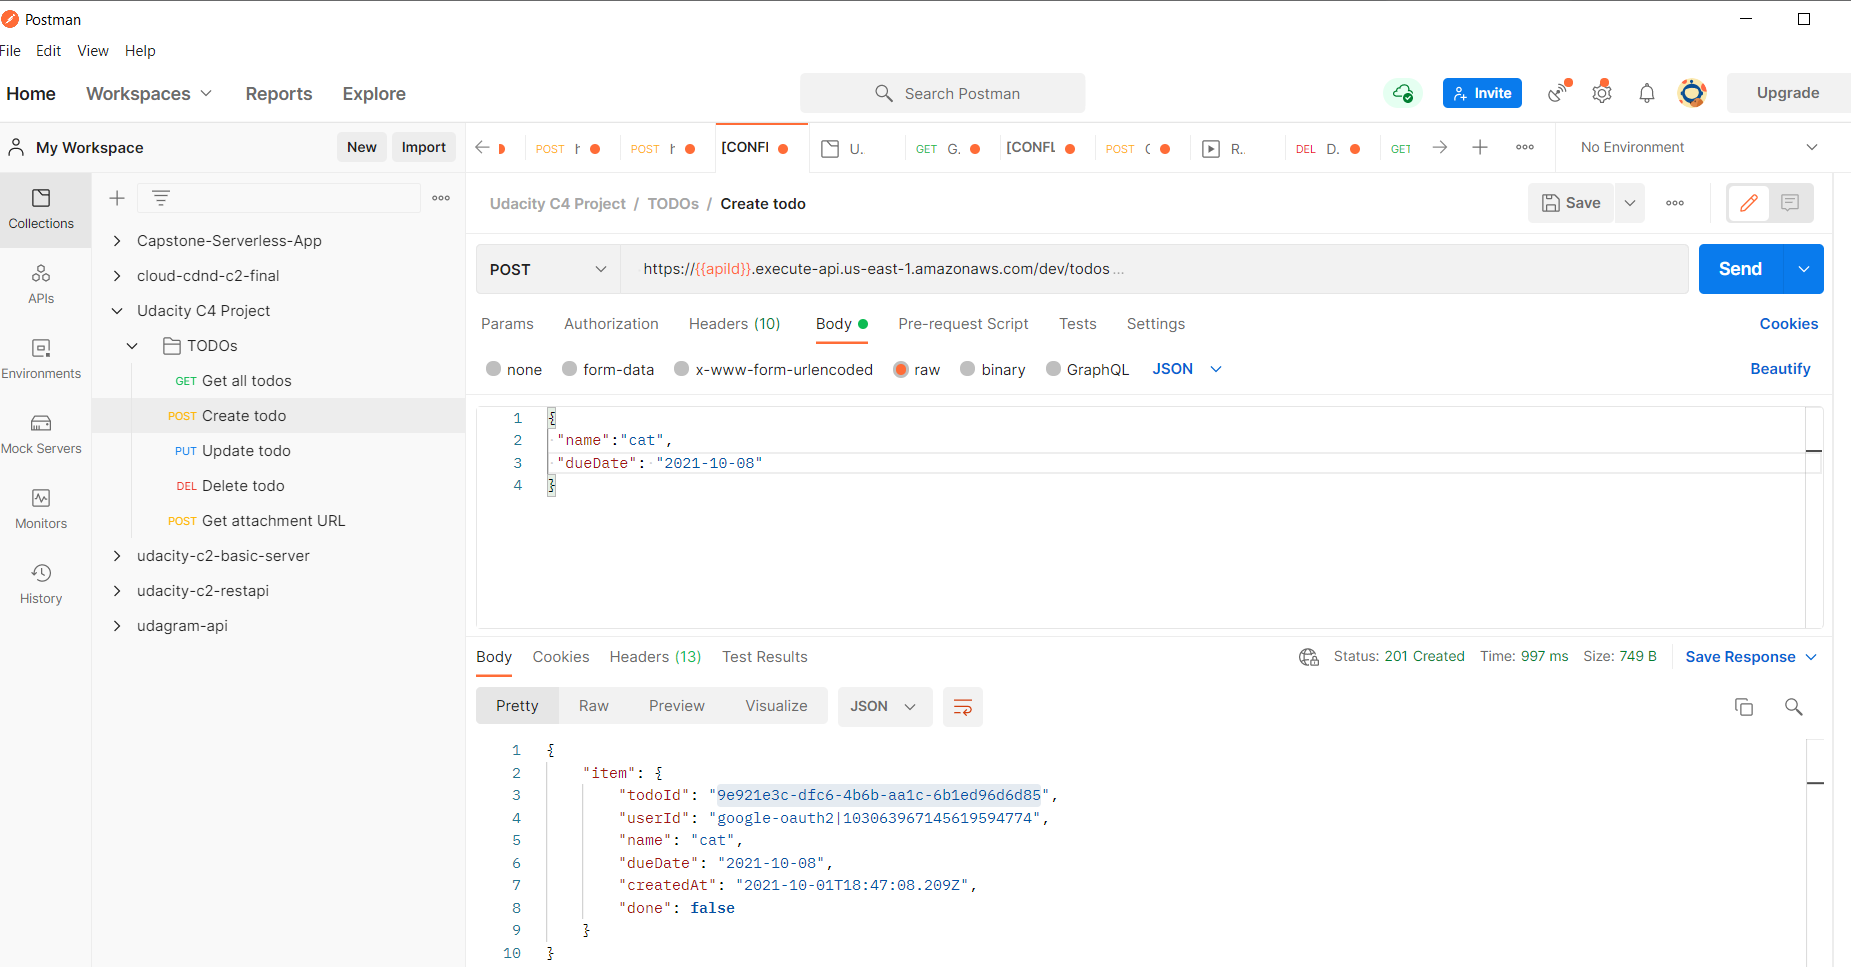 Postman
File Edit View Help
Home Workspaces Reports Explore Search Postman Invite Upgrade
My Workspace New Import POST POST [CONFL U. GET G. [CONFL POST R.. DEL D. GET No Environment
Collections
APIs
Environments
Mock Servers
Monitors
History
Capstone-Serverless-App
cloud-cdnd-c2-final
Udacity C4 Project
TODOs
GET Get all todos
POST Create todo
PUT Update todo
DEL Delete todo
POST Get attachment URL
udacity-c2-basic-server
udacity-c2-restapi
udagram-api
Udacity C4 Project / TODOs / Create todo Save
POST https://{{apiId}}.execute-api.us-east-1.amazonaws.com/dev/todos ... Send
Params Authorization Headers (10) Body Pre-request Script Tests Settings Cookies
none form-data x-www-form-urlencoded raw binary GraphQL JSON Beautify
1 {
2 "name":"cat",
3 "dueDate": "2021-10-08"
4 }
Body Cookies Headers (13) Test Results Status: 201 Created Time: 997 ms Size: 749 B Save Response
Pretty Raw Preview Visualize JSON
1 {
2 "item": {
3 "todoId": "9e921e3c-dfc6-4b6b-aa1c-6b1ed96d6d85",
4 "userId": "google-oauth2|103063967145619594774",
5 "name": "cat",
6 "dueDate": "2021-10-08",
7 "createdAt": "2021-10-01T18:47:08.209Z",
8 "done": false
9 }
10 }